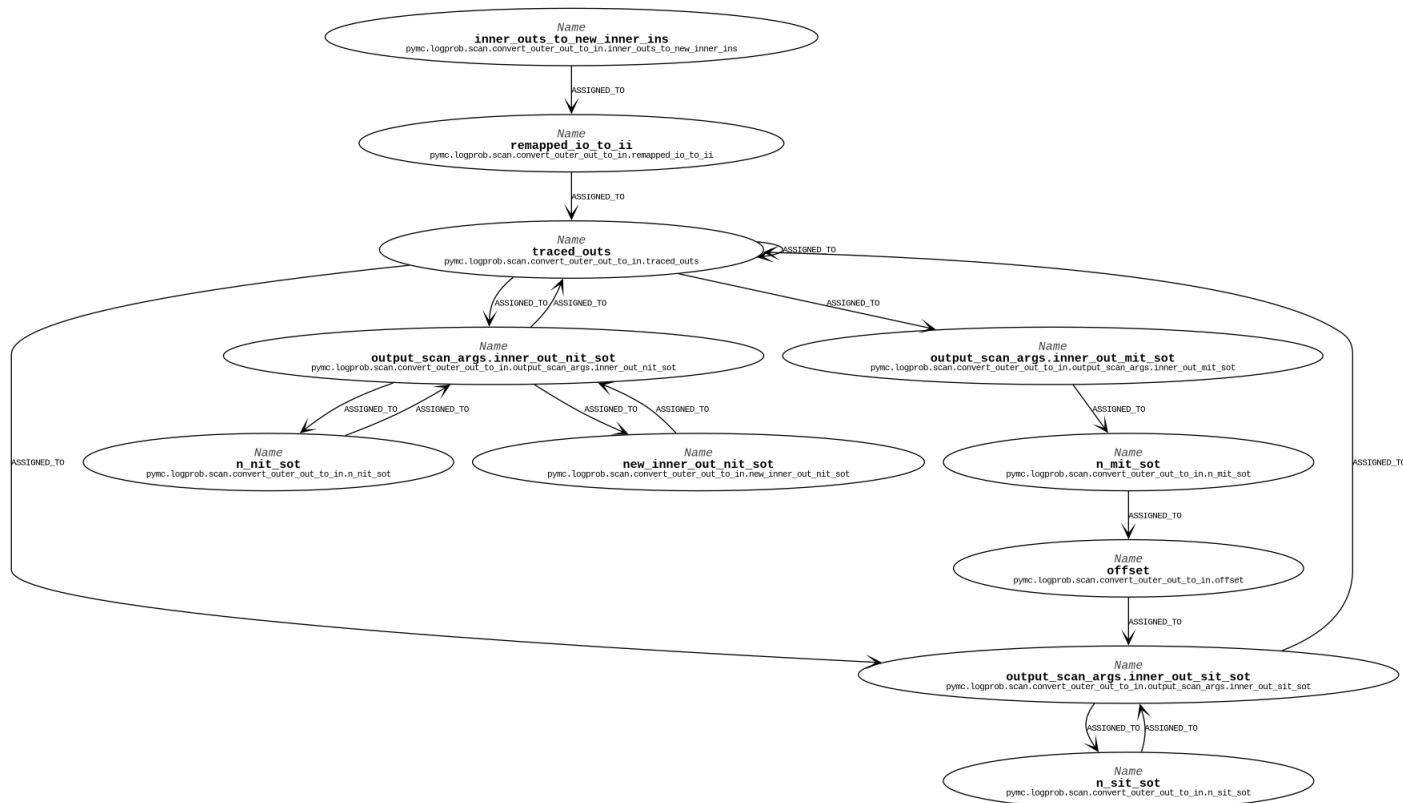 Name
inner_outs_to_new_inner_ins
pymc.logprob.scan.convert_outer_out_to_in.inner_outs_to_new_inner_ins
ASSIGNED_TO
Name
remapped_io_to_ii
pymc.logprob.scan.convert_outer_out_to_in.remapped_io_to_ii
ASSIGNED_TO
Name
traced_outs
pymc.logprob.scan.convert_outer_out_to_in.traced_outs
ASSIGNED_TO
ASSIGNED_TO
ASSIGNED_TO
ASSIGNED_TO
Name
output_scan_args.inner_out_nit_sot
pymc.logprob.scan.convert_outer_out_to_in.output_scan_args.inner_out_nit_sot
Name
output_scan_args.inner_out_mit_sot
pymc.logprob.scan.convert_outer_out_to_in.output_scan_args.inner_out_mit_sot
ASSIGNED_TO
ASSIGNED_TO
ASSIGNED_TO
ASSIGNED_TO
ASSIGNED_TO
ASSIGNED_TO
Name
n_nit_sot
pymc.logprob.scan.convert_outer_out_to_in.n_nit_sot
Name
new_inner_out_nit_sot
pymc.logprob.scan.convert_outer_out_to_in.new_inner_out_nit_sot
Name
n_mit_sot
pymc.logprob.scan.convert_outer_out_to_in.n_mit_sot
ASSIGNED_TO
ASSIGNED_TO
Name
offset
pymc.logprob.scan.convert_outer_out_to_in.offset
ASSIGNED_TO
Name
output_scan_args.inner_out_sit_sot
pymc.logprob.scan.convert_outer_out_to_in.output_scan_args.inner_out_sit_sot
ASSIGNED_TO
ASSIGNED_TO
Name
n_sit_sot
pymc.logprob.scan.convert_outer_out_to_in.n_sit_sot